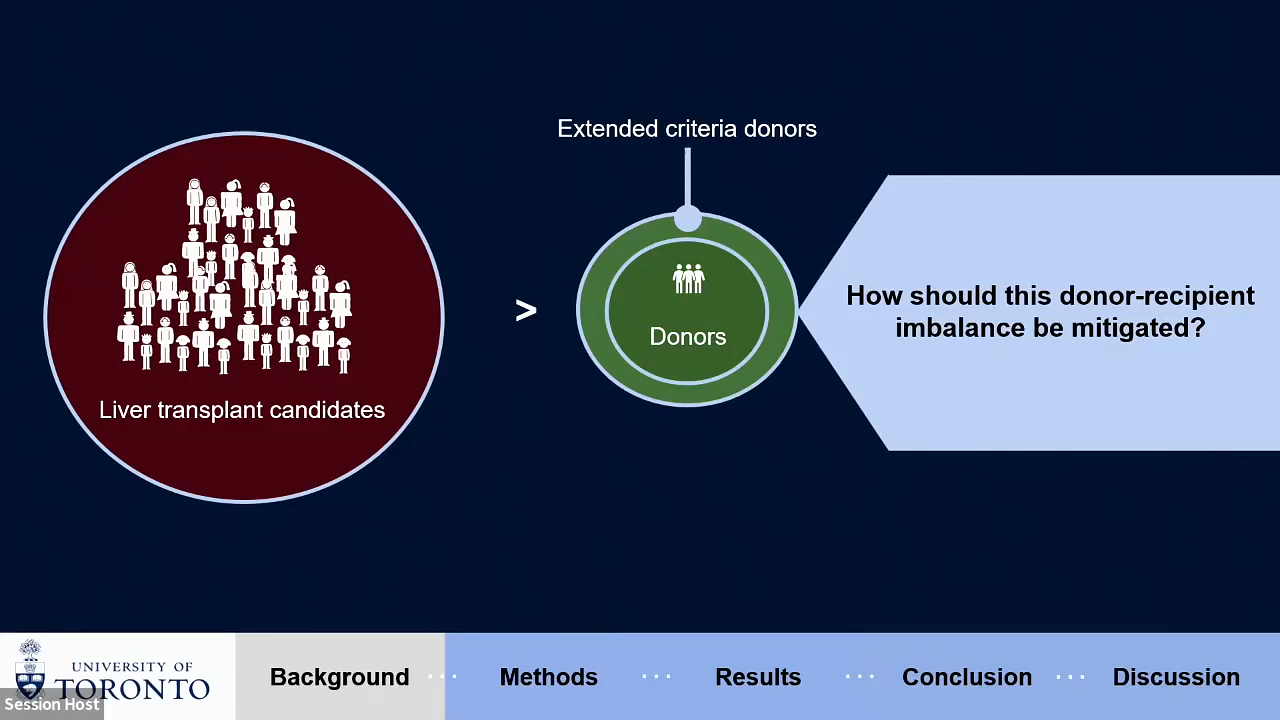 Extended criteria donors
Liver transplant candidates
>
Donors
How should this donor-recipient
imbalance be mitigated?
UNIVERSITY OF
TORONTO
Session Host
Background
...
Methods
...
Results
...
Conclusion
...
Discussion